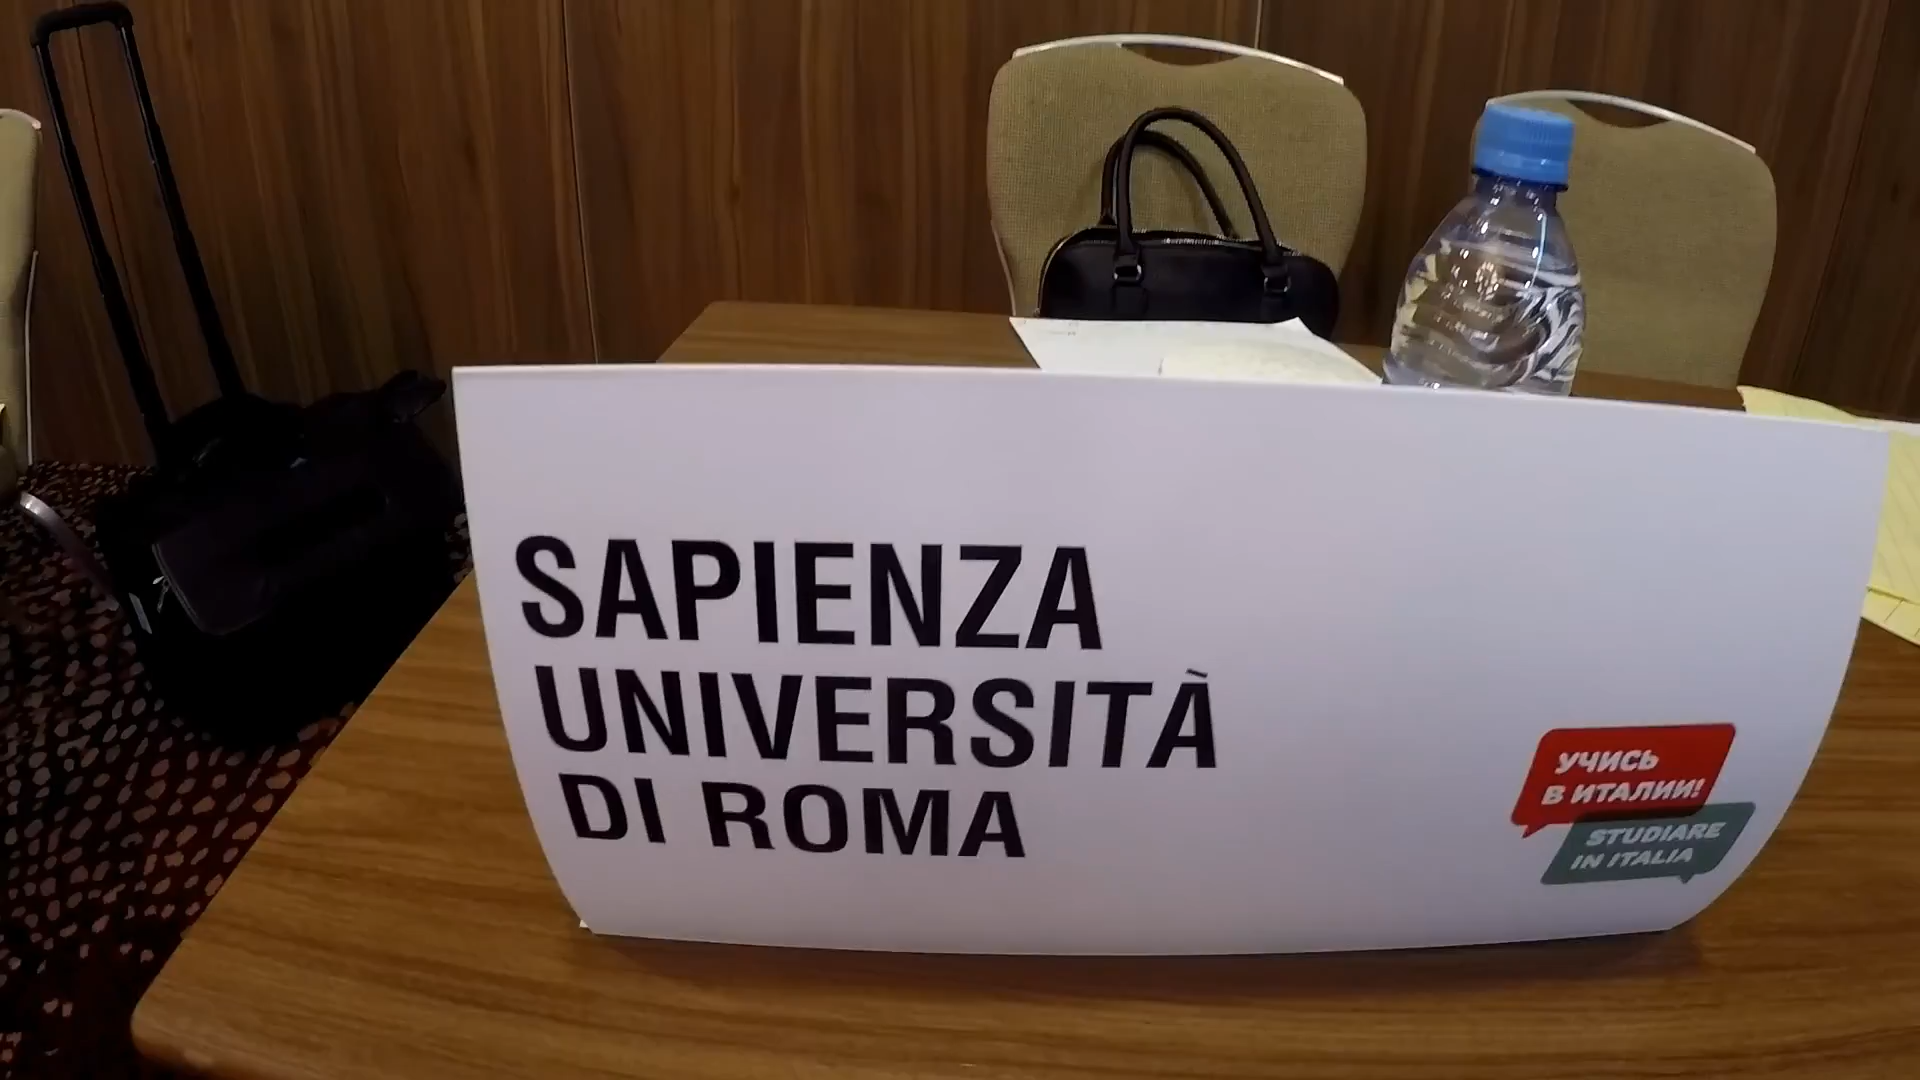 SAPIENZA
UNIVERSITÀ
DI ROMA
УЧИСЬ
В ИТАЛИИ!
STUDIARE
IN ITALIA